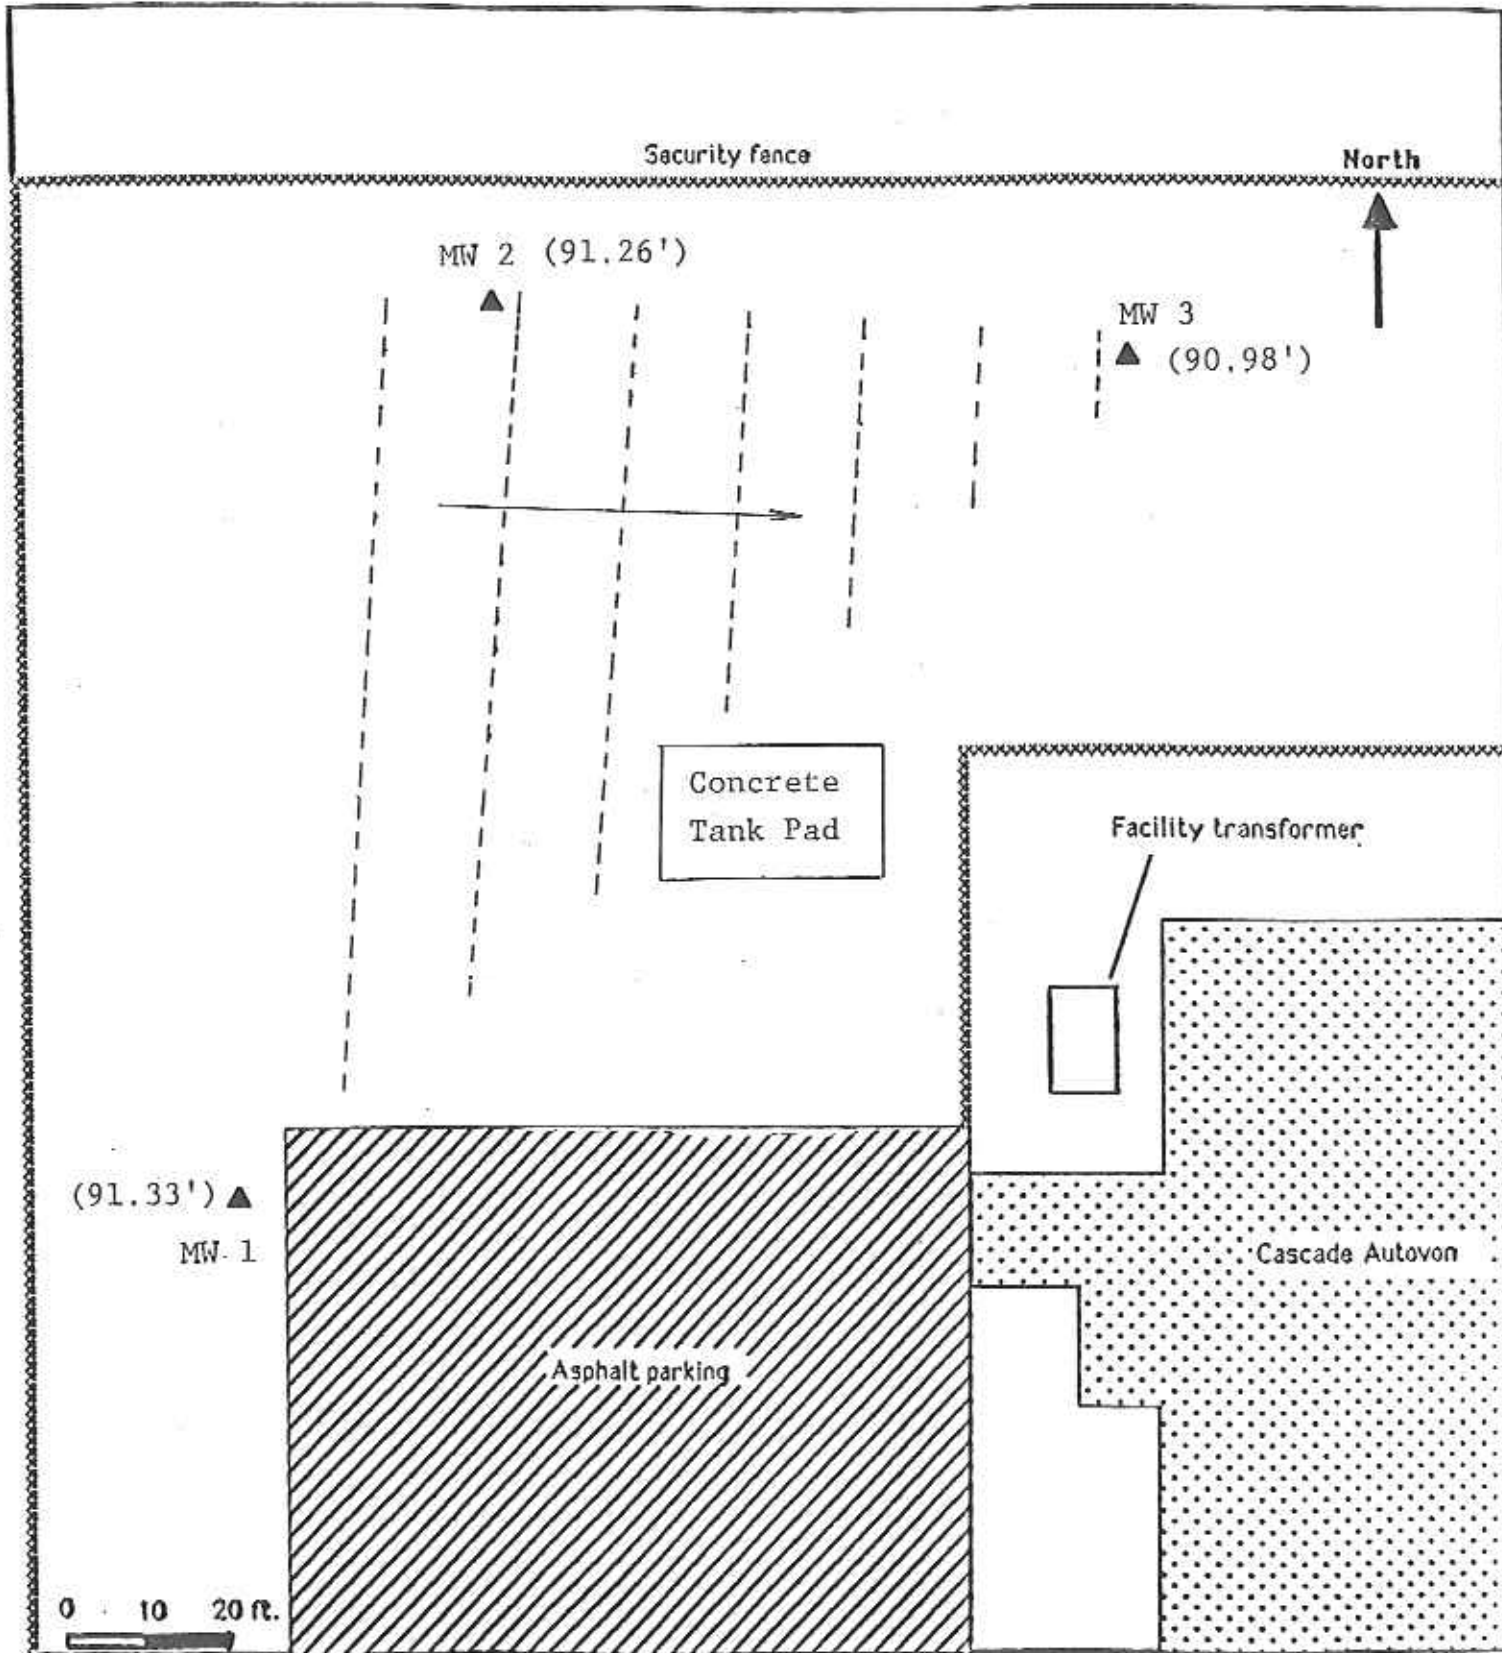 Security fence
North
MW 2 (91.26')
MW 3
(90.98')
Concrete
Tank Pad
Facility transformer
(91.33')
MW 1
Cascade Autovon
Asphalt parking
0 10 20 ft.